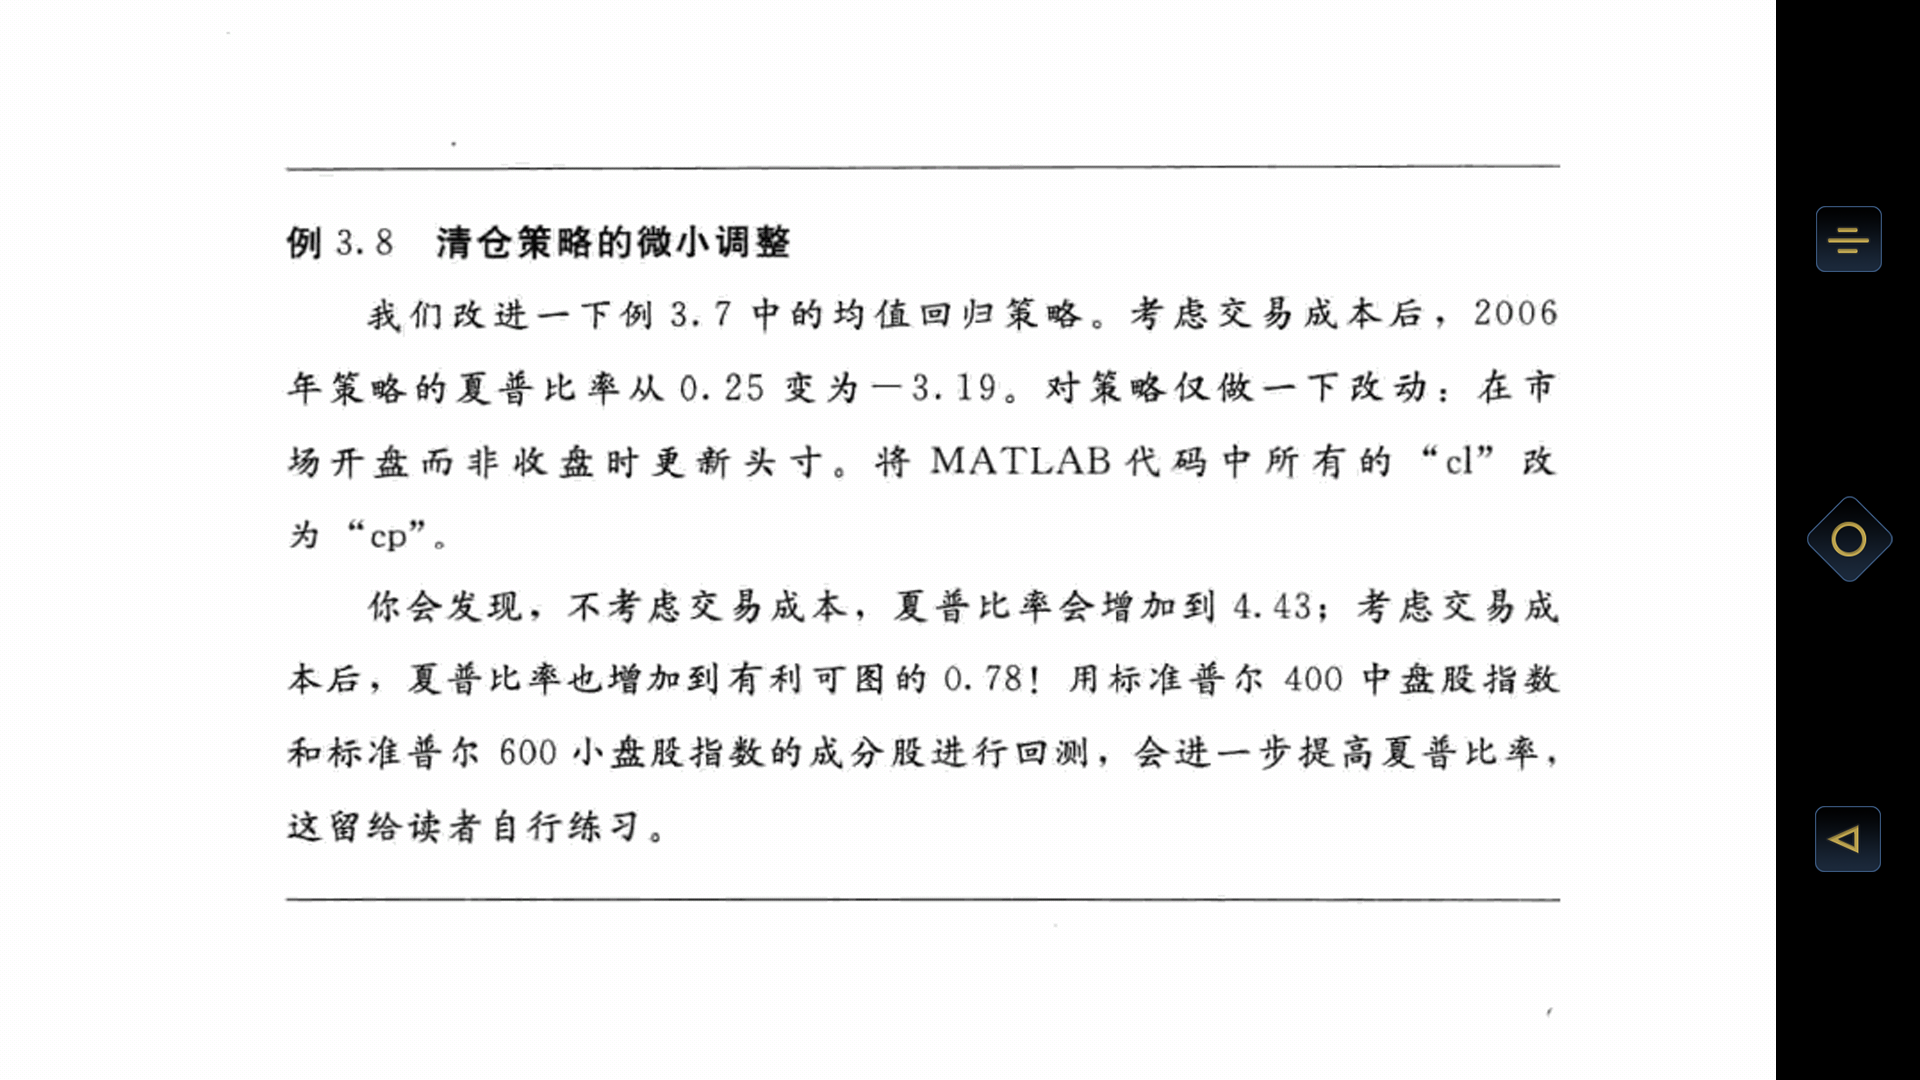 例 3.8 清仓策略的微小调整
我们改进一下例 3.7 中的均值回归策略。考虑交易成本后，2006
年策略的夏普比率从 0.25 变为－3.19。对策略仅做一下改动：在市
场开盘而非收盘时更新头寸。将 MATLAB 代码中所有的“cl”改
为“cp”。
你会发现，不考虑交易成本，夏普比率会增加到 4.43；考虑交易成
本后，夏普比率也增加到有利可图的 0.78！用标准普尔 400 中盘股指数
和标准普尔 600 小盘股指数的成分股进行回测，会进一步提高夏普比率，
这留给读者自行练习。